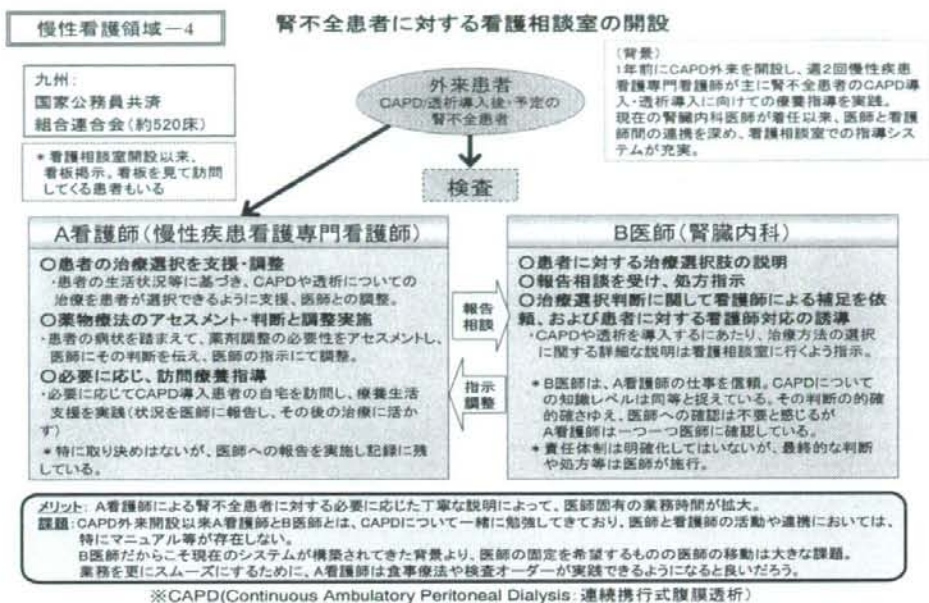 慢性看護領域－4
腎不全患者に対する看護相談室の開設
九州：
国家公務員共済
組合連合会（約520床）
＊看護相談室開設以来、
看板掲示。看板を見て訪問
してくる患者もいる
外来患者
CAPD/透析導入後・予定の
腎不全患者
検査
（背景）
1年前にCAPD外来を開設し、週2回慢性疾患
看護専門看護師が主に腎不全患者のCAPD導
入・透析導入に向けての療養指導を実践。
現在の腎臓内科医師が着任以来、医師と看護
師間の連携を深め、看護相談室での指導シス
テムが充実。
A看護師（慢性疾患看護専門看護師）
○患者の治療選択を支援・調整
・患者の生活状況等に基づき、CAPDや透析についての
治療を患者が選択できるように支援、医師との調整。
○薬物療法のアセスメント・判断と調整実施
・患者の病状を踏まえて、薬剤調整の必要性をアセスメントし、
医師にその判断を伝え、医師の指示にて調整。
○必要に応じ、訪問療養指導
・必要に応じてCAPD導入患者の自宅を訪問し、療養生活
支援を実践（状況を医師に報告し、その後の治療に活か
す）
＊特に取り決めはないが、医師への報告を実施し記録に残
している。
報告
相談
指示
調整
B医師（腎臓内科）
○患者に対する治療選択肢の説明
○報告相談を受け、処方指示
○治療選択判断に関して看護師による補足を依
頼、および患者に対する看護師対応の誘導
・CAPDや透析を導入するにあたり、治療方法の選択
に関する詳細な説明は看護相談室に行くよう指示。
＊B医師は、A看護師の仕事を信頼。CAPDについて
の知識レベルは同等と捉えている。その判断の的確
的確さゆえ、医師への確認は不要と感じるが
A看護師は一つ一つ医師に確認している。
＊責任体制は明確化してはいないが、最終的な判断
や処方等は医師が施行。
メリット：A看護師による腎不全患者に対する必要に応じた丁寧な説明によって、医師固有の業務時間が拡大。
課題：CAPD外来開設以来A看護師とB医師とは、CAPDについて一緒に勉強してきており、医師と看護師の活動や連携においては、
特にマニュアル等が存在しない。
B医師だからこそ現在のシステムが構築されてきた背景より、医師の固定を希望するものの医師の移動は大きな課題。
業務を更にスムーズにするために、A看護師は食事療法や検査オーダーが実践できるようになると良いだろう。
※CAPD(Continuous Ambulatory Peritoneal Dialysis：連続携行式腹膜透析）